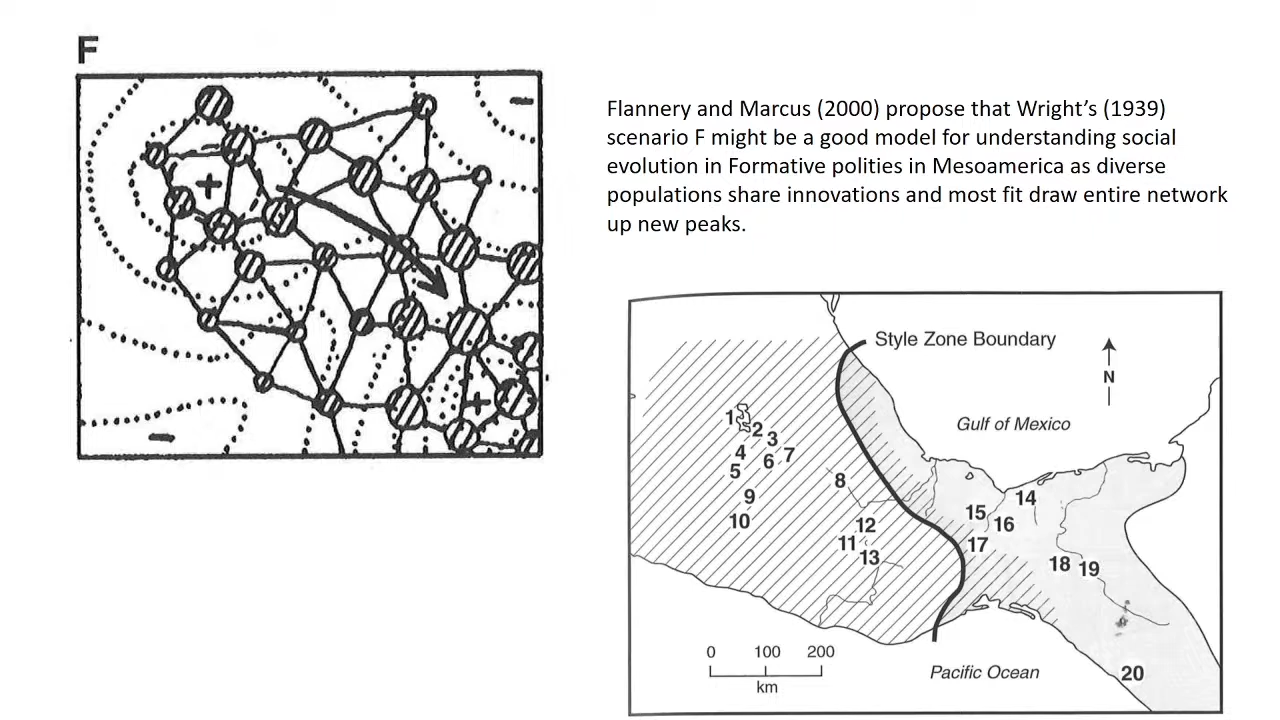 F
+
−
+
−
Flannery and Marcus (2000) propose that Wright’s (1939)
scenario F might be a good model for understanding social
evolution in Formative polities in Mesoamerica as diverse
populations share innovations and most fit draw entire network
up new peaks.
Style Zone Boundary
N
Gulf of Mexico
1
2
3
4
5
6
7
8
9
10
11
12
13
14
15
16
17
18
19
20
0 100 200
km
Pacific Ocean